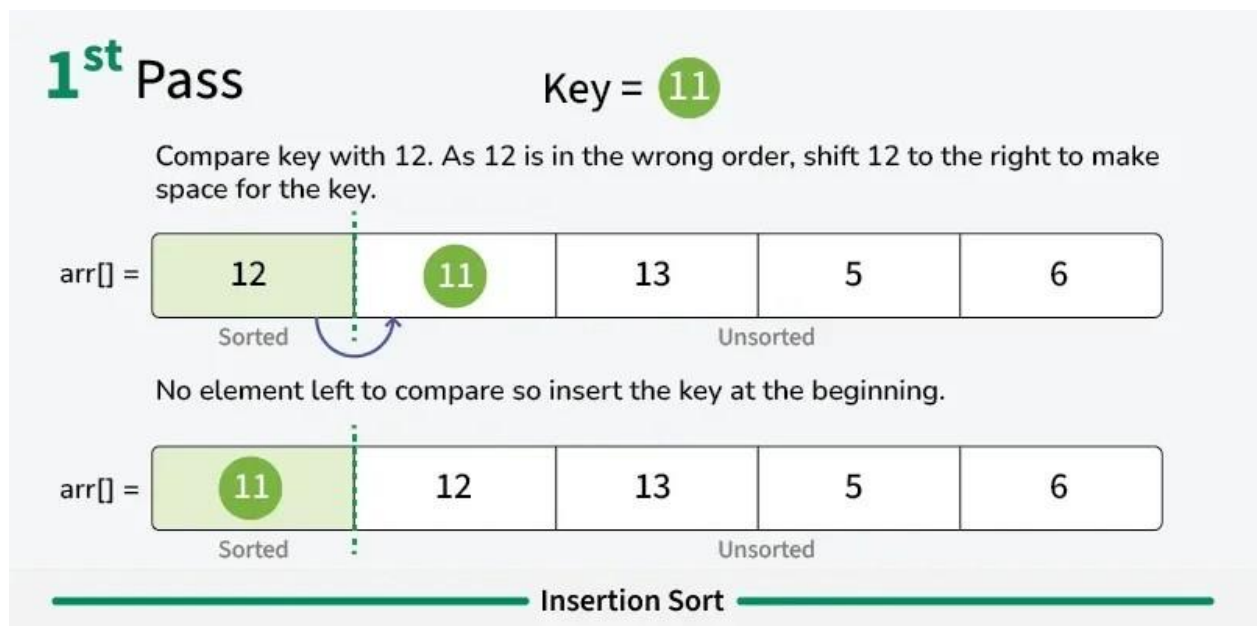 1st Pass
Key = 11
Compare key with 12. As 12 is in the wrong order, shift 12 to the right to make
space for the key.
arr[] = 12 11 13 5 6
Sorted Unsorted
No element left to compare so insert the key at the beginning.
arr[] = 11 12 13 5 6
Sorted Unsorted
Insertion Sort